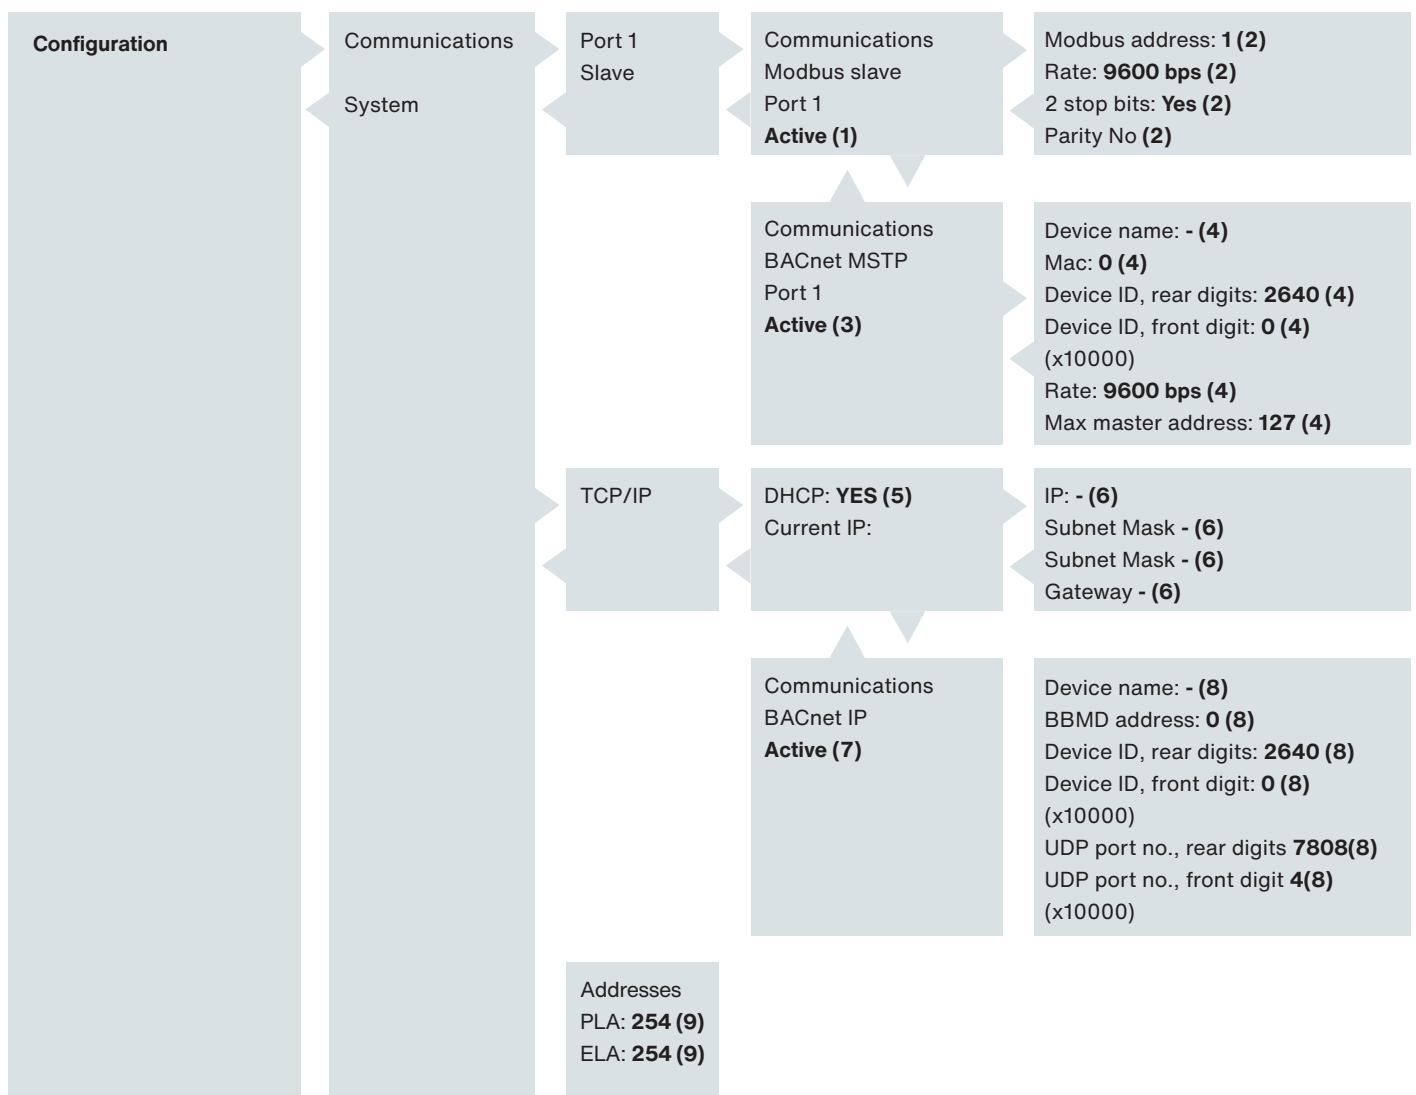 Configuration
Communications
System
Port 1
Slave
Communications
Modbus slave
Port 1
Active (1)
Modbus address: 1 (2)
Rate: 9600 bps (2)
2 stop bits: Yes (2)
Parity No (2)
Communications
BACnet MSTP
Port 1
Active (3)
Device name: - (4)
Mac: 0 (4)
Device ID, rear digits: 2640 (4)
Device ID, front digit: 0 (4)
(x10000)
Rate: 9600 bps (4)
Max master address: 127 (4)
TCP/IP
DHCP: YES (5)
Current IP:
IP: - (6)
Subnet Mask - (6)
Subnet Mask - (6)
Gateway - (6)
Communications
BACnet IP
Active (7)
Device name: - (8)
BBMD address: 0 (8)
Device ID, rear digits: 2640 (8)
Device ID, front digit: 0 (8)
(x10000)
UDP port no., rear digits 7808(8)
UDP port no., front digit 4(8)
(x10000)
Addresses
PLA: 254 (9)
ELA: 254 (9)